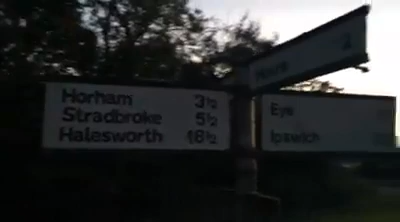 Horham 3½
Stradbroke 5½
Halesworth 16½
Eye
Ipswich